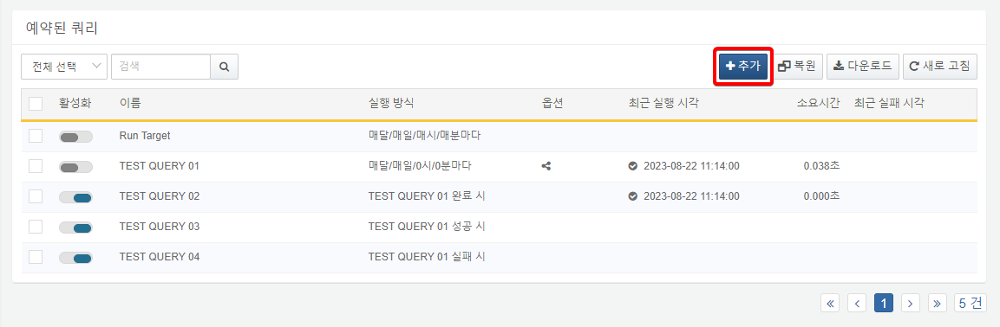 예약된 쿼리
전체 선택 검색 추가 복원 다운로드 새로 고침
활성화 이름 실행 방식 옵션 최근 실행 시각 소요시간 최근 실패 시각
Run Target 매달/매일/매시/매분마다
TEST QUERY 01 매달/매일/0시/0분마다 2023-08-22 11:14:00 0.038초
TEST QUERY 02 TEST QUERY 01 완료 시 2023-08-22 11:14:00 0.000초
TEST QUERY 03 TEST QUERY 01 성공 시
TEST QUERY 04 TEST QUERY 01 실패 시
« ‹ 1 › » 5 건